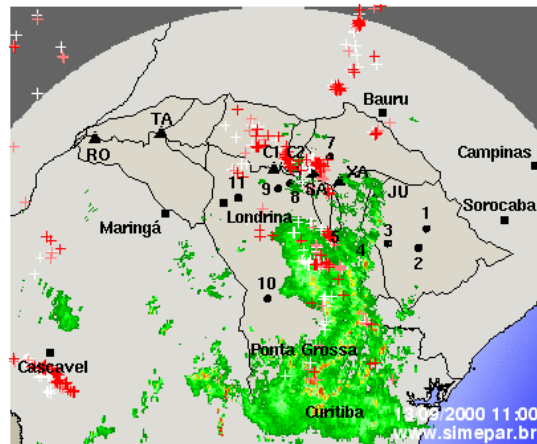 Bauru
TA
RO
7
C1 C2
XA
Campinas
SA
11
9
8
JU
Londrina
Maringá
Sorocaba
1
3
2
5
4
10
Ponta Grossa
Cascavel
Curitiba
13/09/2000 11:00
www.simepar.br